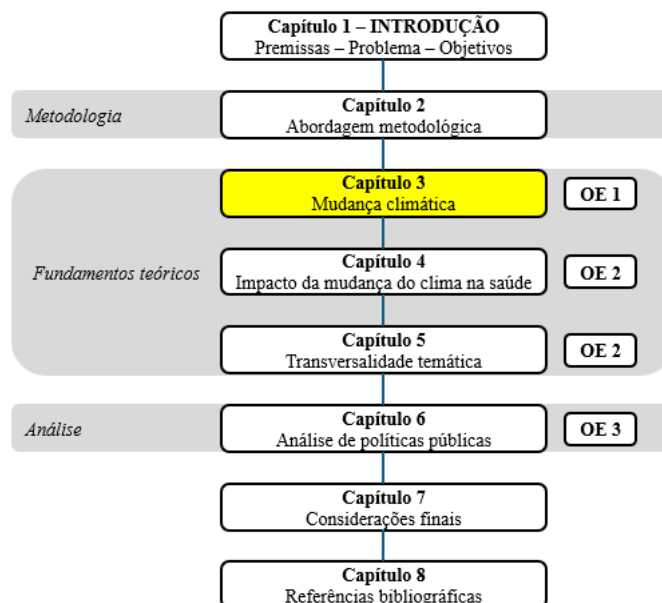 Capítulo 1 – INTRODUÇÃO
Premissas – Problema – Objetivos
Metodologia
Capítulo 2
Abordagem metodológica
Fundamentos teóricos
Capítulo 3
Mudança climática
OE 1
Capítulo 4
Impacto da mudança do clima na saúde
OE 2
Capítulo 5
Transversalidade temática
OE 2
Análise
Capítulo 6
Análise de políticas públicas
OE 3
Capítulo 7
Considerações finais
Capítulo 8
Referências bibliográficas